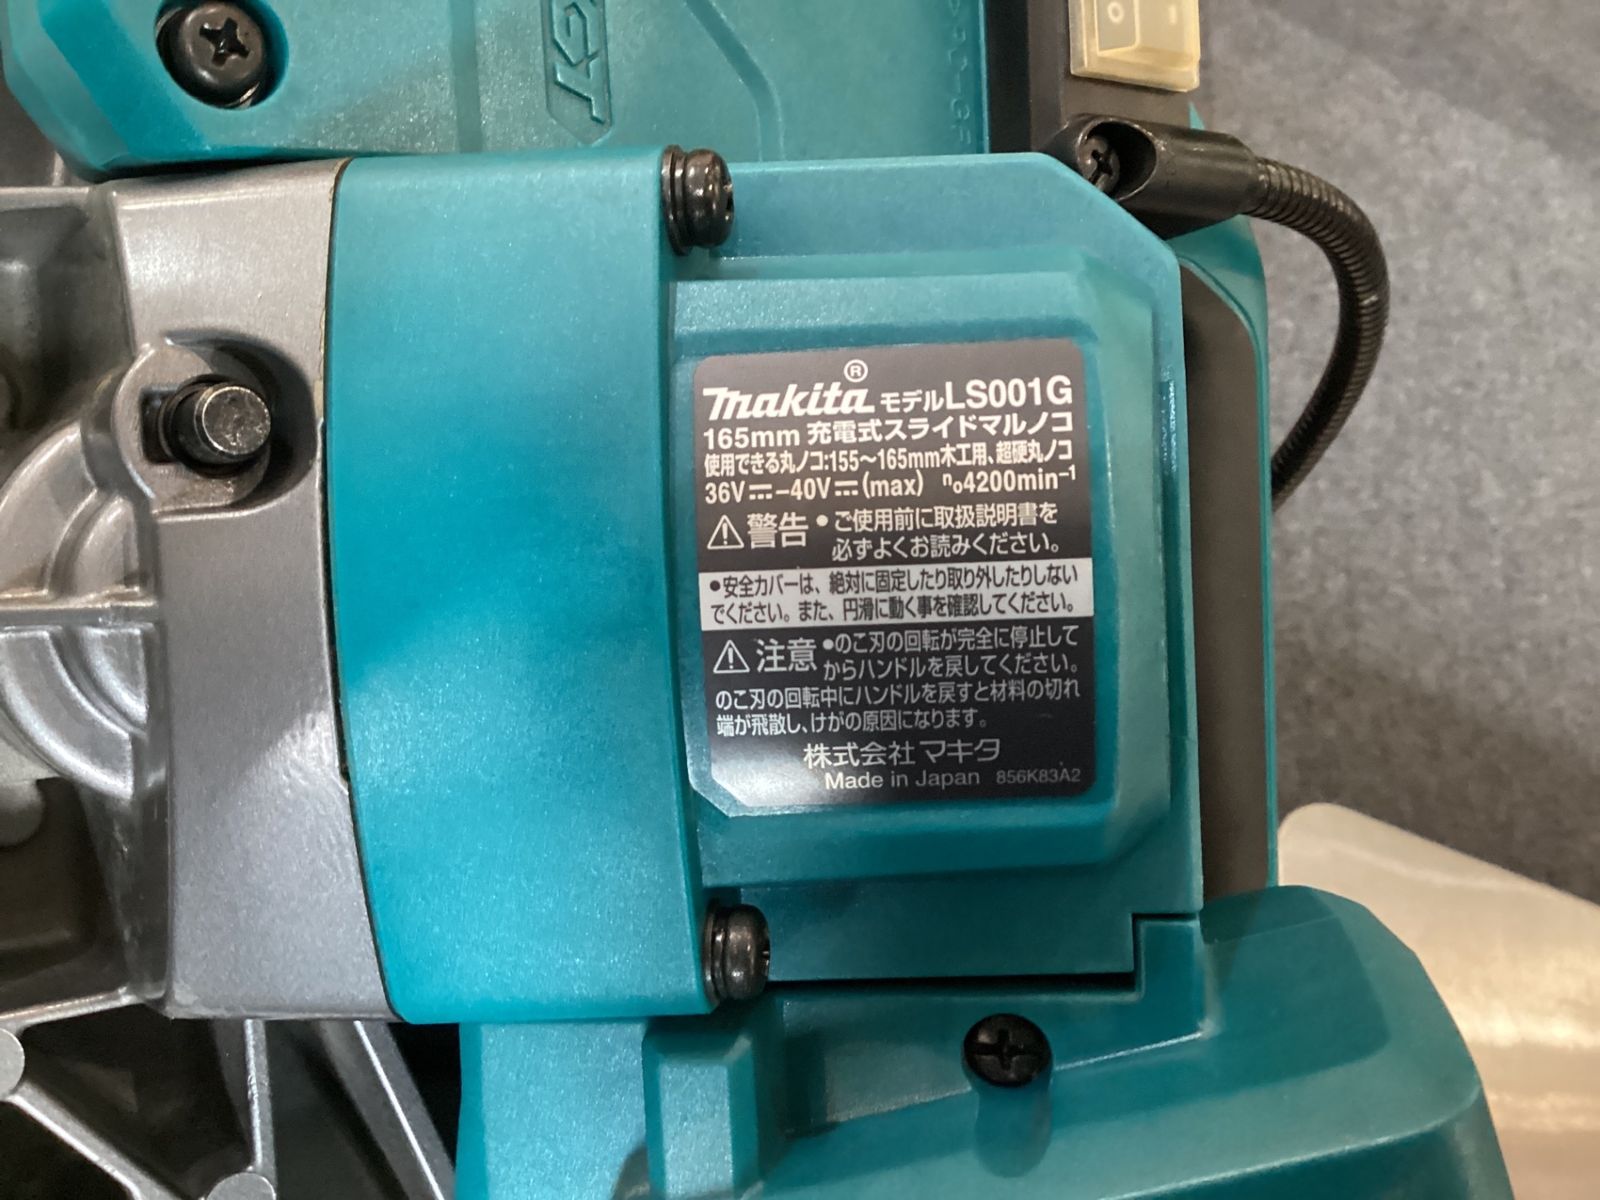 XGT
makita® モデルLS001G
165mm 充電式スライドマルノコ
使用できる丸ノコ:155~165mm木工用、超硬丸ノコ
36V⎓-40V⎓(max) n₀4200min⁻¹
⚠警告 •ご使用前に取扱説明書を
必ずよくお読みください。
•安全カバーは、絶対に固定したり取り外したりしない
でください。また、円滑に動く事を確認してください。
⚠注意 •のこ刃の回転が完全に停止して
からハンドルを戻してください。
のこ刃の回転中にハンドルを戻すと材料の切れ
端が飛散し、けがの原因になります。
株式会社 マキタ
Made in Japan 856K83A2